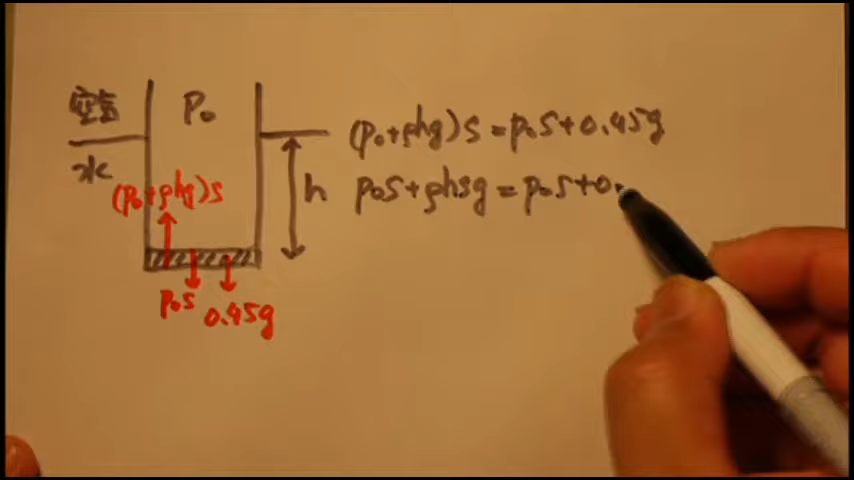 空気
P₀
水
(P₀+ρhg)S
h
P₀S
0.45g
(P₀+ρhg)S=P₀S+0.45g
P₀S+ρhSg=P₀S+0.